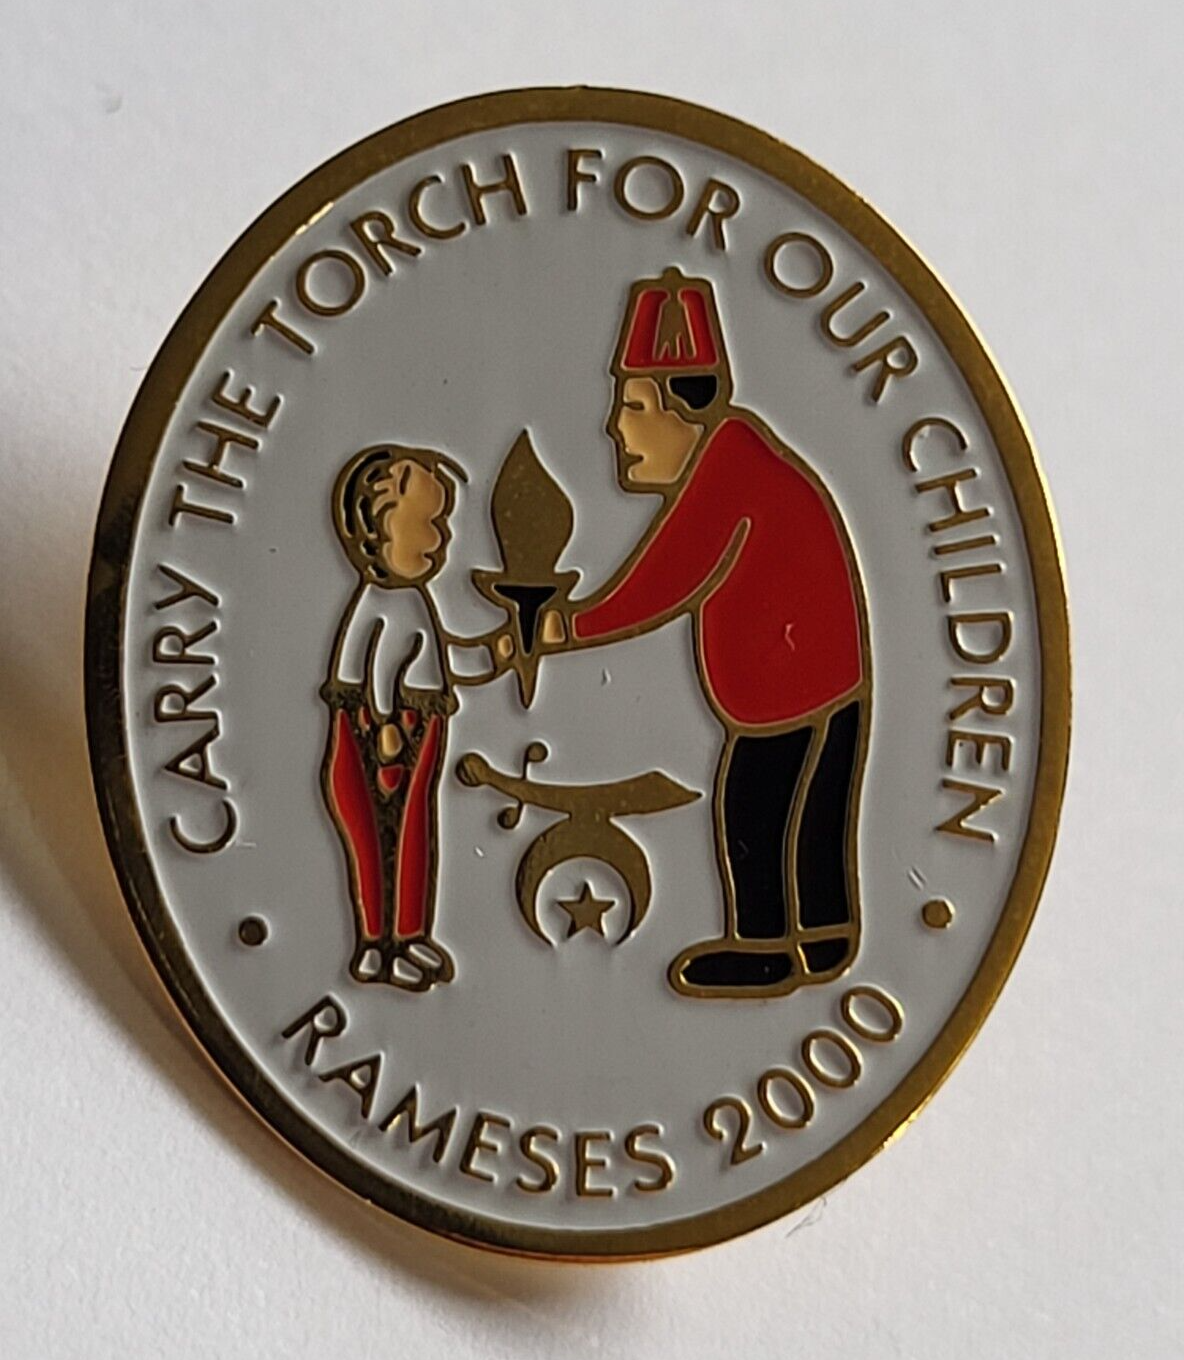 CARRY THE TORCH FOR OUR CHILDREN
RAMESES 2000